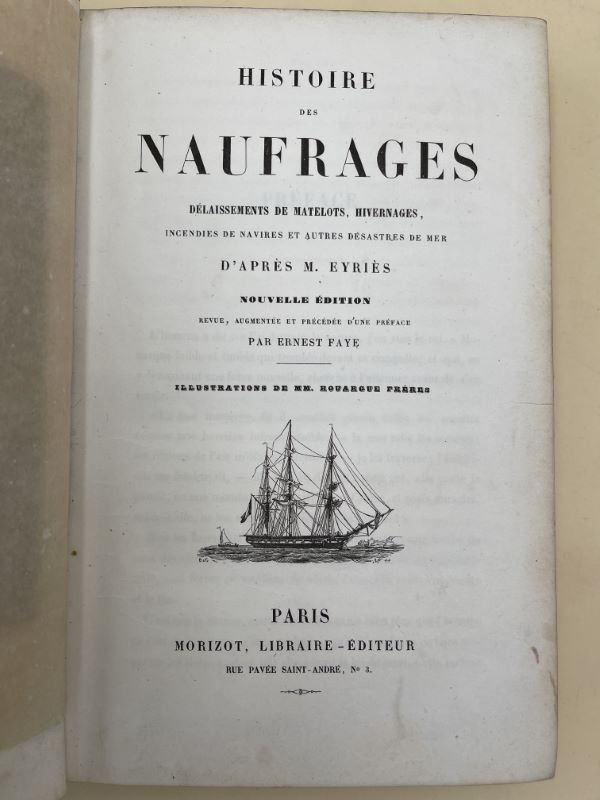 HISTOIRE
DES
NAUFRAGES
DÉLAISSEMENTS DE MATELOTS, HIVERNAGES,
INCENDIES DE NAVIRES ET AUTRES DÉSASTRES DE MER
D'APRÈS M. EYRIÈS
NOUVELLE ÉDITION
REVUE, AUGMENTÉE ET PRÉCÉDÉE D'UNE PRÉFACE
PAR ERNEST FAYE
ILLUSTRATIONS DE MM. ROUARGUE FRÈRES
PARIS
MORIZOT, LIBRAIRE-ÉDITEUR
RUE PAVÉE SAINT-ANDRÉ, No 3.